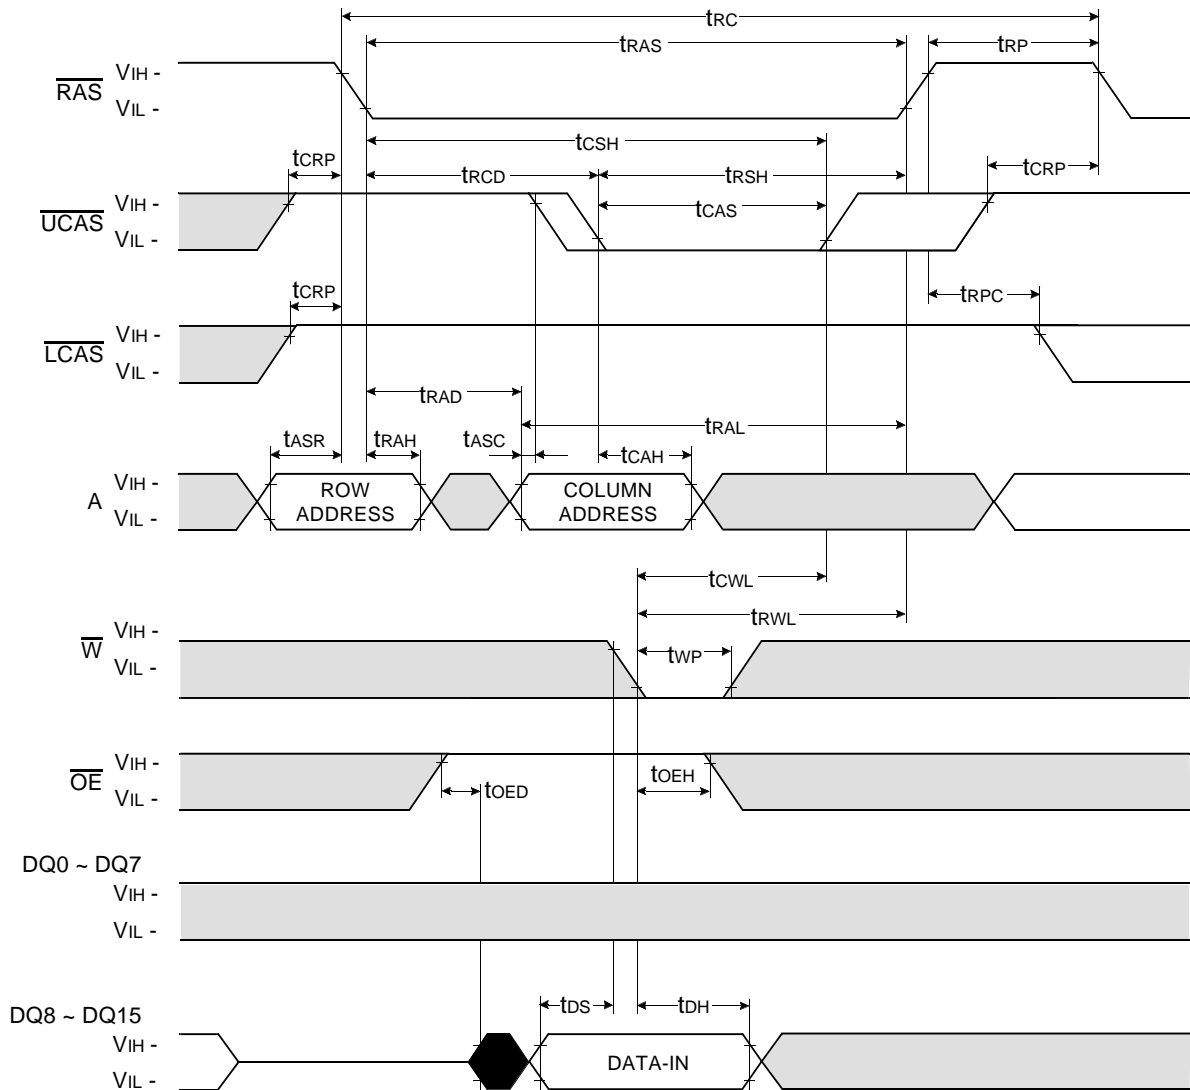 tRC
tRAS
tRP
RAS
VIH -
VIL -
tCSH
tCRP
tRCD
tRSH
tCRP
UCAS
VIH -
VIL -
tCAS
tCRP
tRPC
LCAS
VIH -
VIL -
tRAD
tRAL
tASR
tRAH
tASC
tCAH
A
VIH -
VIL -
ROW
ADDRESS
COLUMN
ADDRESS
tCWL
tRWL
W
VIH -
VIL -
tWP
OE
VIH -
VIL -
tOED
tOEH
DQ0 ~ DQ7
VIH -
VIL -
DQ8 ~ DQ15
VIH -
VIL -
tDS
tDH
DATA-IN